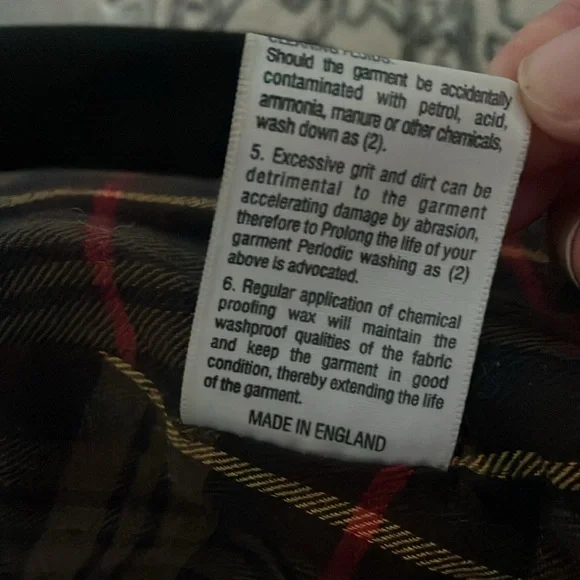 CLEANING FLUIDS.
Should the garment be accidentally
contaminated with petrol, acid,
ammonia, manure or other chemicals,
wash down as (2).
5. Excessive grit and dirt can be
detrimental to the garment
accelerating damage by abrasion,
therefore to Prolong the life of your
garment Periodic washing as (2)
above is advocated.
6. Regular application of chemical
proofing wax will maintain the
washproof qualities of the fabric
and keep the garment in good
condition, thereby extending the life
of the garment.
MADE IN ENGLAND